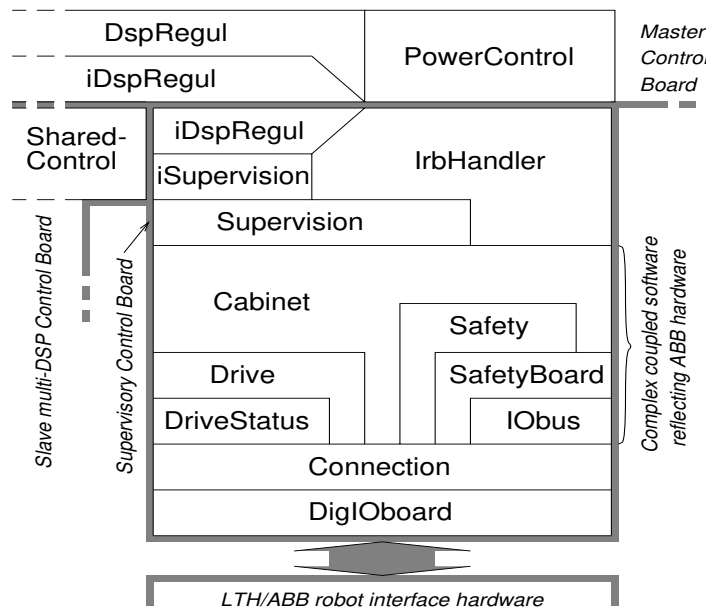 DspRegul
PowerControl
Master
Control
Board
iDspRegul
Shared-
Control
iDspRegul
iSupervision
IrbHandler
Supervision
Slave multi-DSP Control Board
Supervisory Control Board
Cabinet
Safety
Drive
SafetyBoard
DriveStatus
IObus
Complex coupled software
reflecting ABB hardware
Connection
DigIOboard
LTH/ABB robot interface hardware